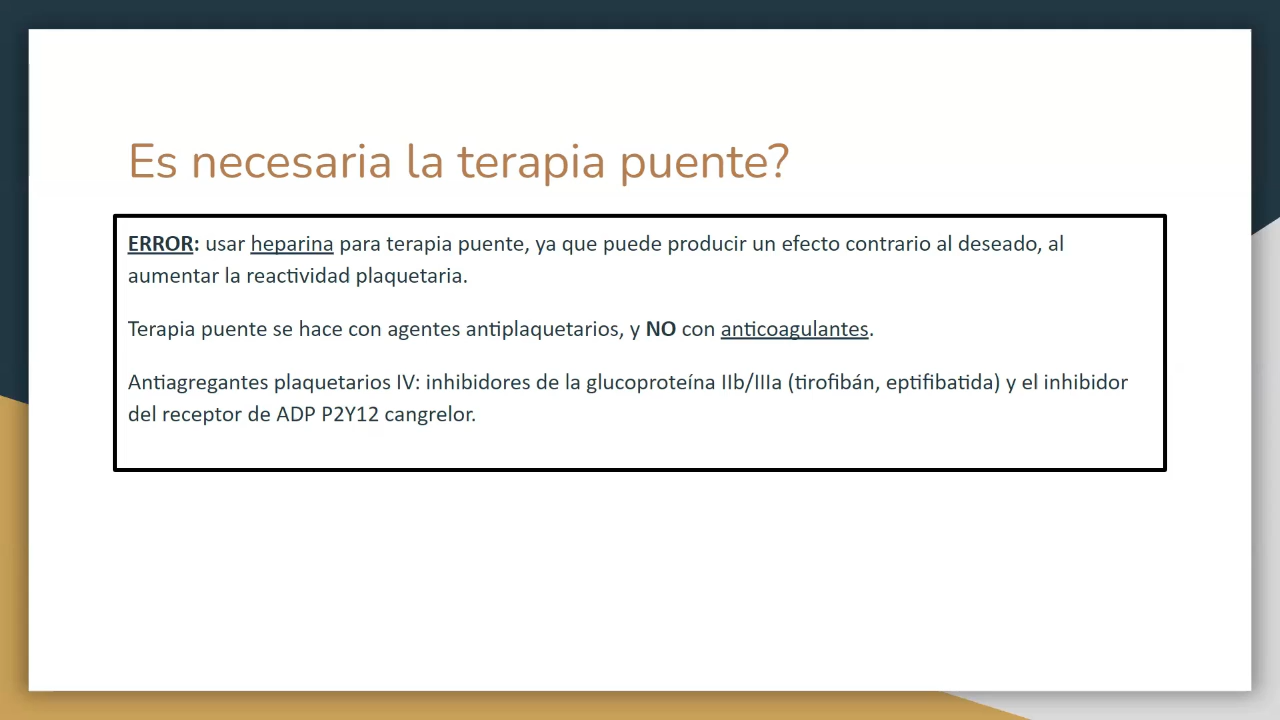 Es necesaria la terapia puente?
ERROR: usar heparina para terapia puente, ya que puede producir un efecto contrario al deseado, al
aumentar la reactividad plaquetaria.
Terapia puente se hace con agentes antiplaquetarios, y NO con anticoagulantes.
Antiagregantes plaquetarios IV: inhibidores de la glucoproteína IIb/IIIa (tirofibán, eptifibatida) y el inhibidor
del receptor de ADP P2Y12 cangrelor.